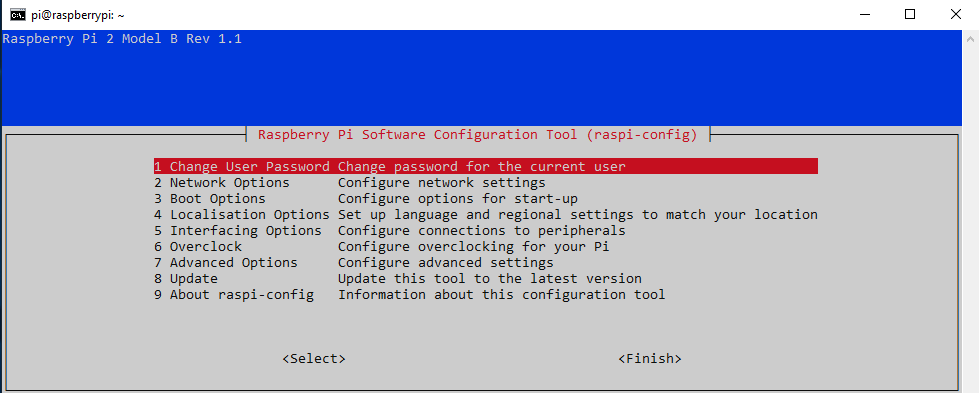 pi@raspberrypi: ~
Raspberry Pi 2 Model B Rev 1.1
Raspberry Pi Software Configuration Tool (raspi-config)
1 Change User Password Change password for the current user
2 Network Options Configure network settings
3 Boot Options Configure options for start-up
4 Localisation Options Set up language and regional settings to match your location
5 Interfacing Options Configure connections to peripherals
6 Overclock Configure overclocking for your Pi
7 Advanced Options Configure advanced settings
8 Update Update this tool to the latest version
9 About raspi-config Information about this configuration tool
<Select> <Finish>